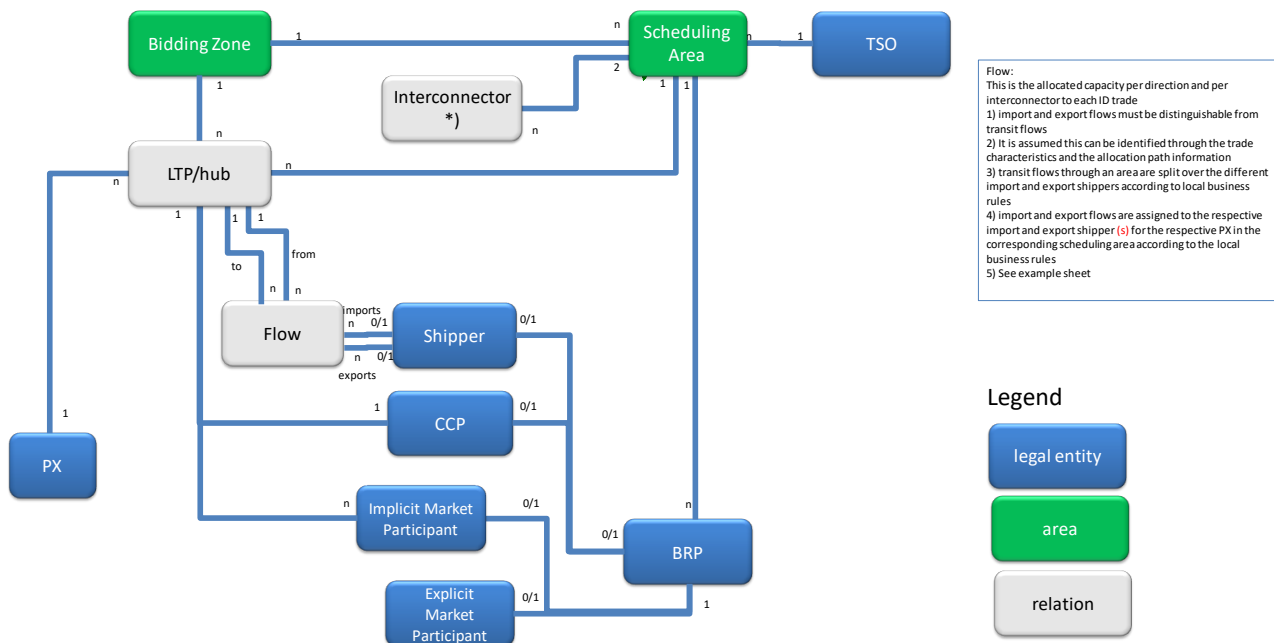 Bidding Zone
1
n
Scheduling
Area
n
1
TSO
1
2
1
1
Interconnector
*)
n
Flow:
This is the allocated capacity per direction and per
interconnector to each ID trade
1) import and export flows must be distinguishable from
transit flows
2) It is assumed this can be identified through the trade
characteristics and the allocation path information
3) transit flows through an area are split over the different
import and export shippers according to local business
rules
4) import and export flows are assigned to the respective
import and export shipper (s) for the respective PX in the
corresponding scheduling area according to the local
business rules
5) See example sheet
n
LTP/hub
n
n
1
1
1
to
from
n
n
imports
n
0/1
Flow
Shipper
0/1
n
0/1
exports
1
CCP
0/1
1
PX
n
Implicit Market
Participant
0/1
n
0/1
BRP
1
Explicit
Market
Participant
0/1
Legend
legal entity
area
relation